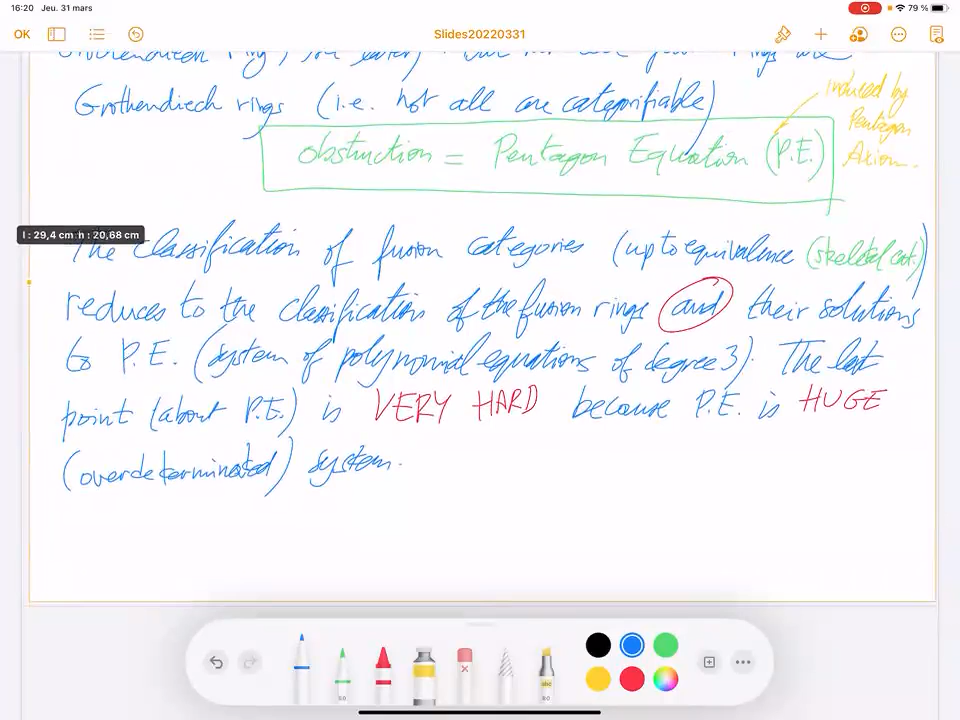 16:20 Jeu. 31 mars
79 %
OK
Slides20220331
Grothendieck rings (i.e. not all are categorifiable)
induced by
Pentagon
Axiom.
Obstruction = Pentagon Equation (P.E.)
l : 29,4 cm h : 20,68 cm
The classification of fusion categories (up to equivalence (skeletal cat.)
reduces to the classification of the fusion rings and their solutions
to P.E. (system of polynomial equations of degree 3). The last
point (about P.E.) is VERY HARD because P.E. is HUGE
(overdeterminated) system.